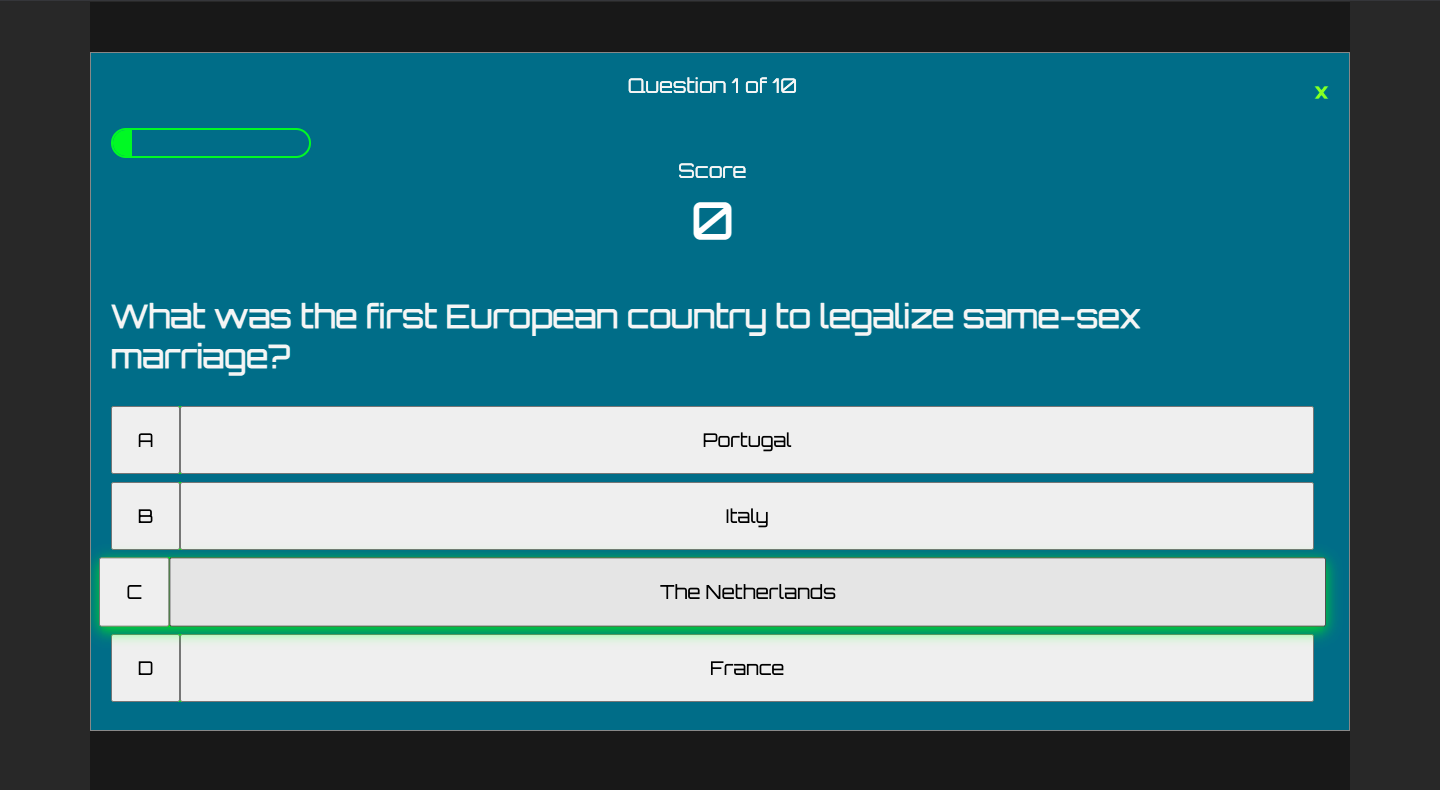 Question 1 of 10
x
Score
0
What was the first European country to legalize same-sex
marriage?
A
Portugal
B
Italy
C
The Netherlands
D
France